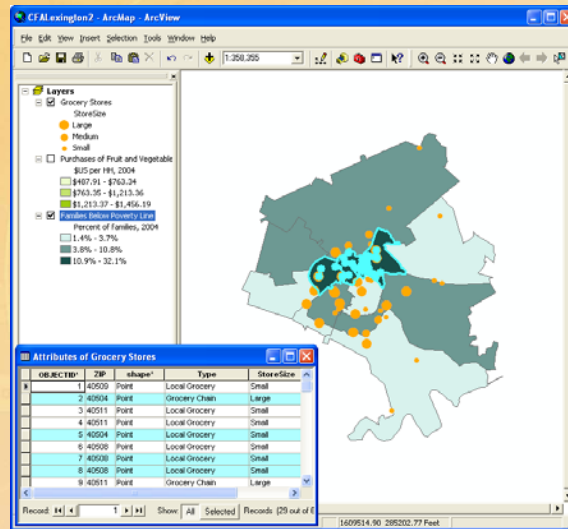 CFALexington2 - ArcMap - ArcView
File Edit View Insert Selection Tools Window Help
1:350,355
Layers
Grocery Stores
StoreSize
Large
Medium
Small
Purchases of Fruit and Vegetable
$US per HH, 2004
$487.91 - $763.34
$763.35 - $1,213.36
$1,213.37 - $1,456.19
Families Below Poverty Line
Percent of families, 2004
1.4% - 3.7%
3.8% - 10.8%
10.9% - 32.1%
Attributes of Grocery Stores
OBJECTID* ZIP shape* Type StoreSize
1 40509 Point Local Grocery Small
2 40504 Point Grocery Chain Large
3 40511 Point Local Grocery Small
4 40511 Point Local Grocery Small
5 40504 Point Local Grocery Small
6 40508 Point Local Grocery Small
7 40508 Point Local Grocery Small
8 40508 Point Local Grocery Small
9 40511 Point Grocery Chain Large
Record: 1 Show: All Selected Records (29 out of
1609514.90 285202.77 Feet